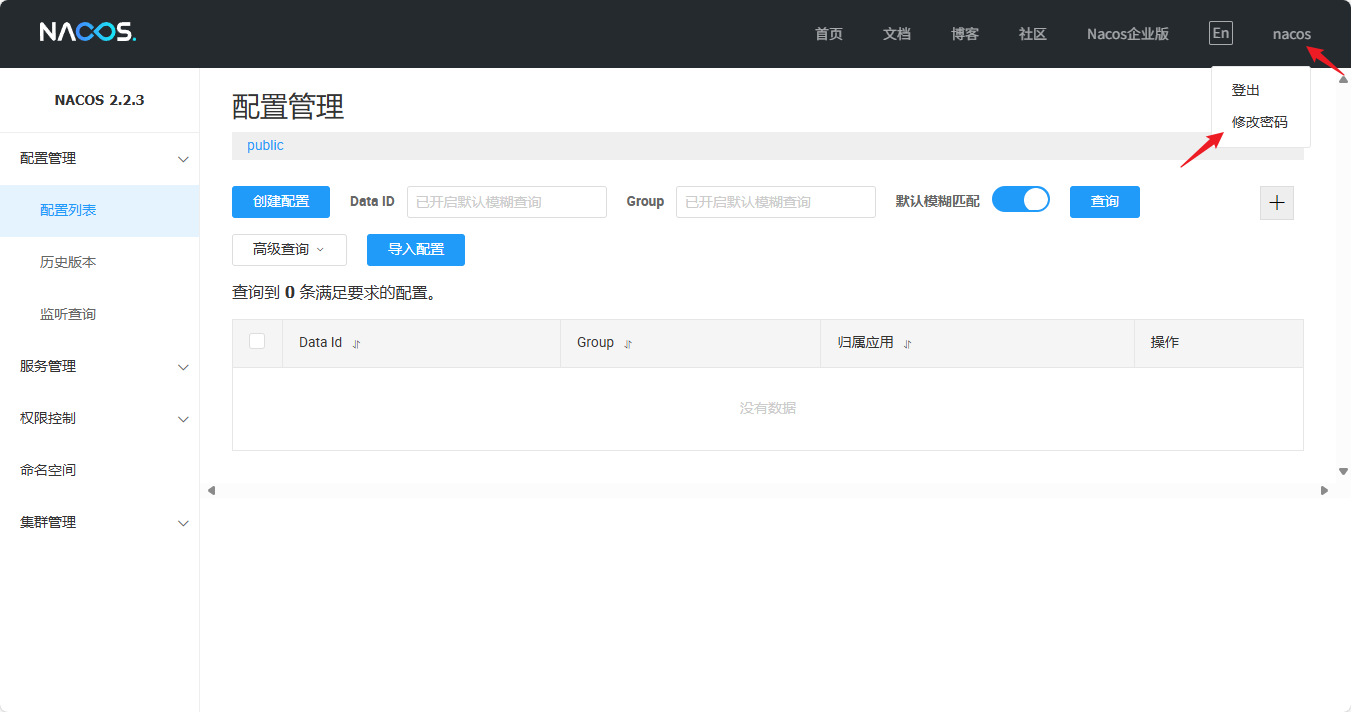 NACOS.
首页 文档 博客 社区 Nacos企业版 En nacos
登出
修改密码
NACOS 2.2.3
配置管理
配置列表
历史版本
监听查询
服务管理
权限控制
命名空间
集群管理
配置管理
public
创建配置 Data ID 已开启默认模糊查询 Group 已开启默认模糊查询 默认模糊匹配 查询
高级查询 导入配置
查询到 0 条满足要求的配置。
Data Id Group 归属应用 操作
没有数据